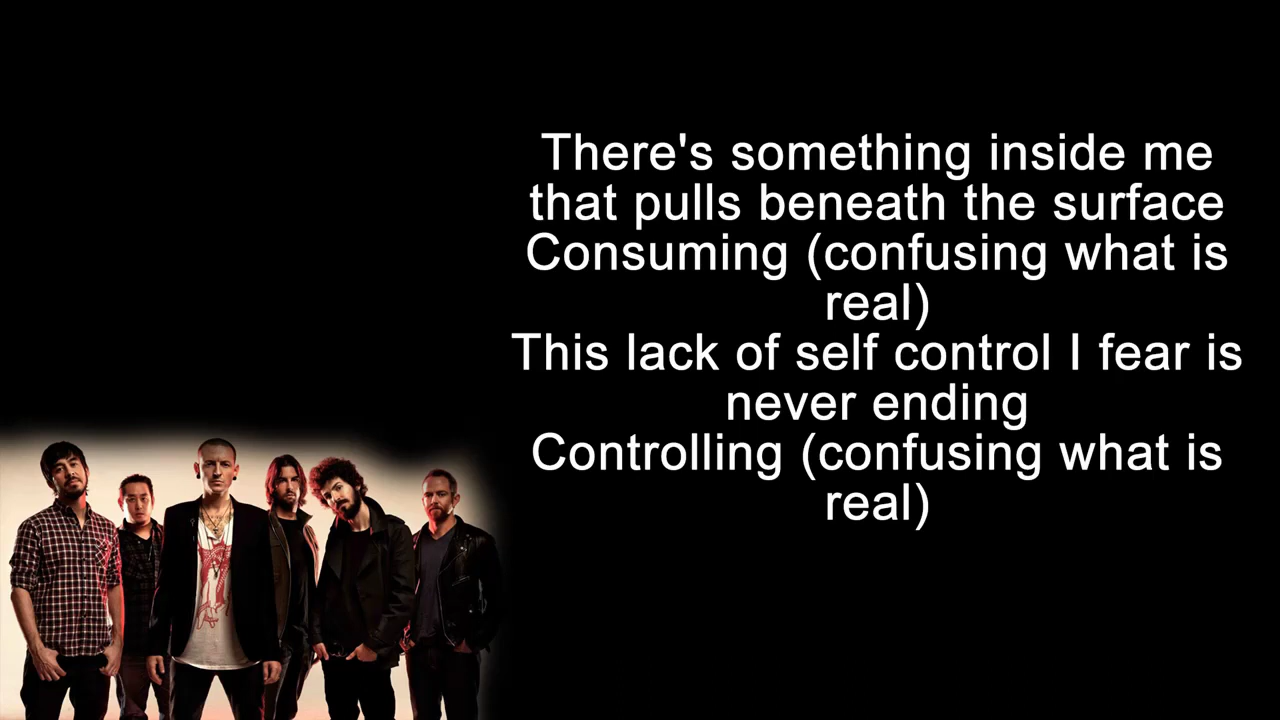 There's something inside me
that pulls beneath the surface
Consuming (confusing what is
real)
This lack of self control I fear is
never ending
Controlling (confusing what is
real)